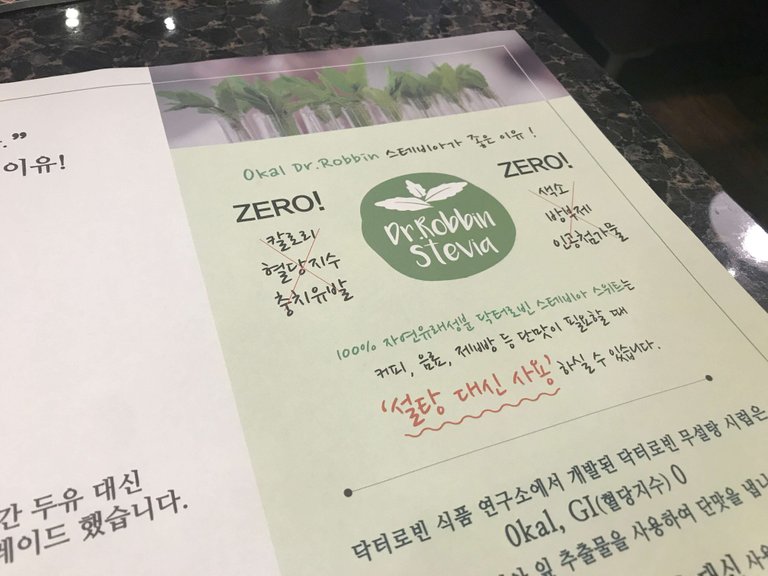 ."
이유!
간 두유 대신
레이드 했습니다.
0kal Dr.Robbin 스테비아가 좋은 이유!
ZERO!
칼로리
혈당지수
충치유발
Dr.Robbin
Stevia
ZERO!
색소
방부제
인공첨가물
100% 자연유래성분 닥터로빈 스테비아 스위트는
커피, 음료, 제빵 등 단맛이 필요할 때
'설탕 대신 사용' 하실 수 있습니다.
닥터로빈 식품 연구소에서 개발된 닥터로빈 무설탕 시럽은
0kal, GI(혈당지수) 0
잎 추출물을 사용하여 단맛을 냅니
대신 사용